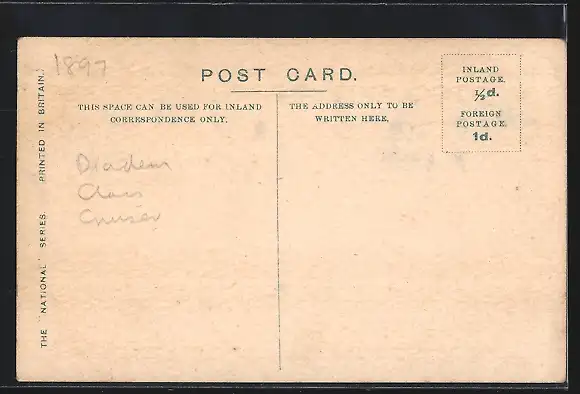 1897
POST CARD.
THIS SPACE CAN BE USED FOR INLAND
CORRESPONDENCE ONLY.
THE ADDRESS ONLY TO BE
WRITTEN HERE.
INLAND
POSTAGE.
½d.
FOREIGN
POSTAGE.
1d.
Diadem
Class
Cruiser
THE "NATIONAL" SERIES. PRINTED IN BRITAIN.